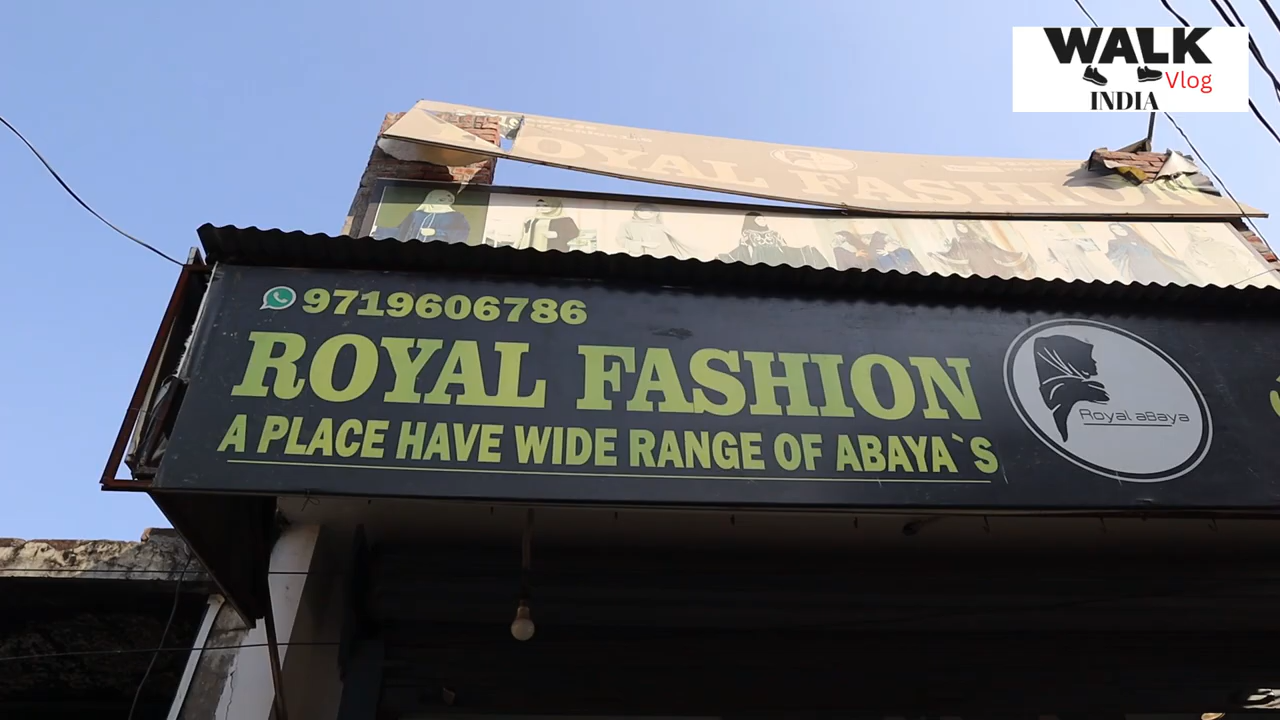 WALK
Vlog
INDIA
ROYAL FASHION
9719606786
ROYAL FASHION
A PLACE HAVE WIDE RANGE OF ABAYA`S
Royal aBaya